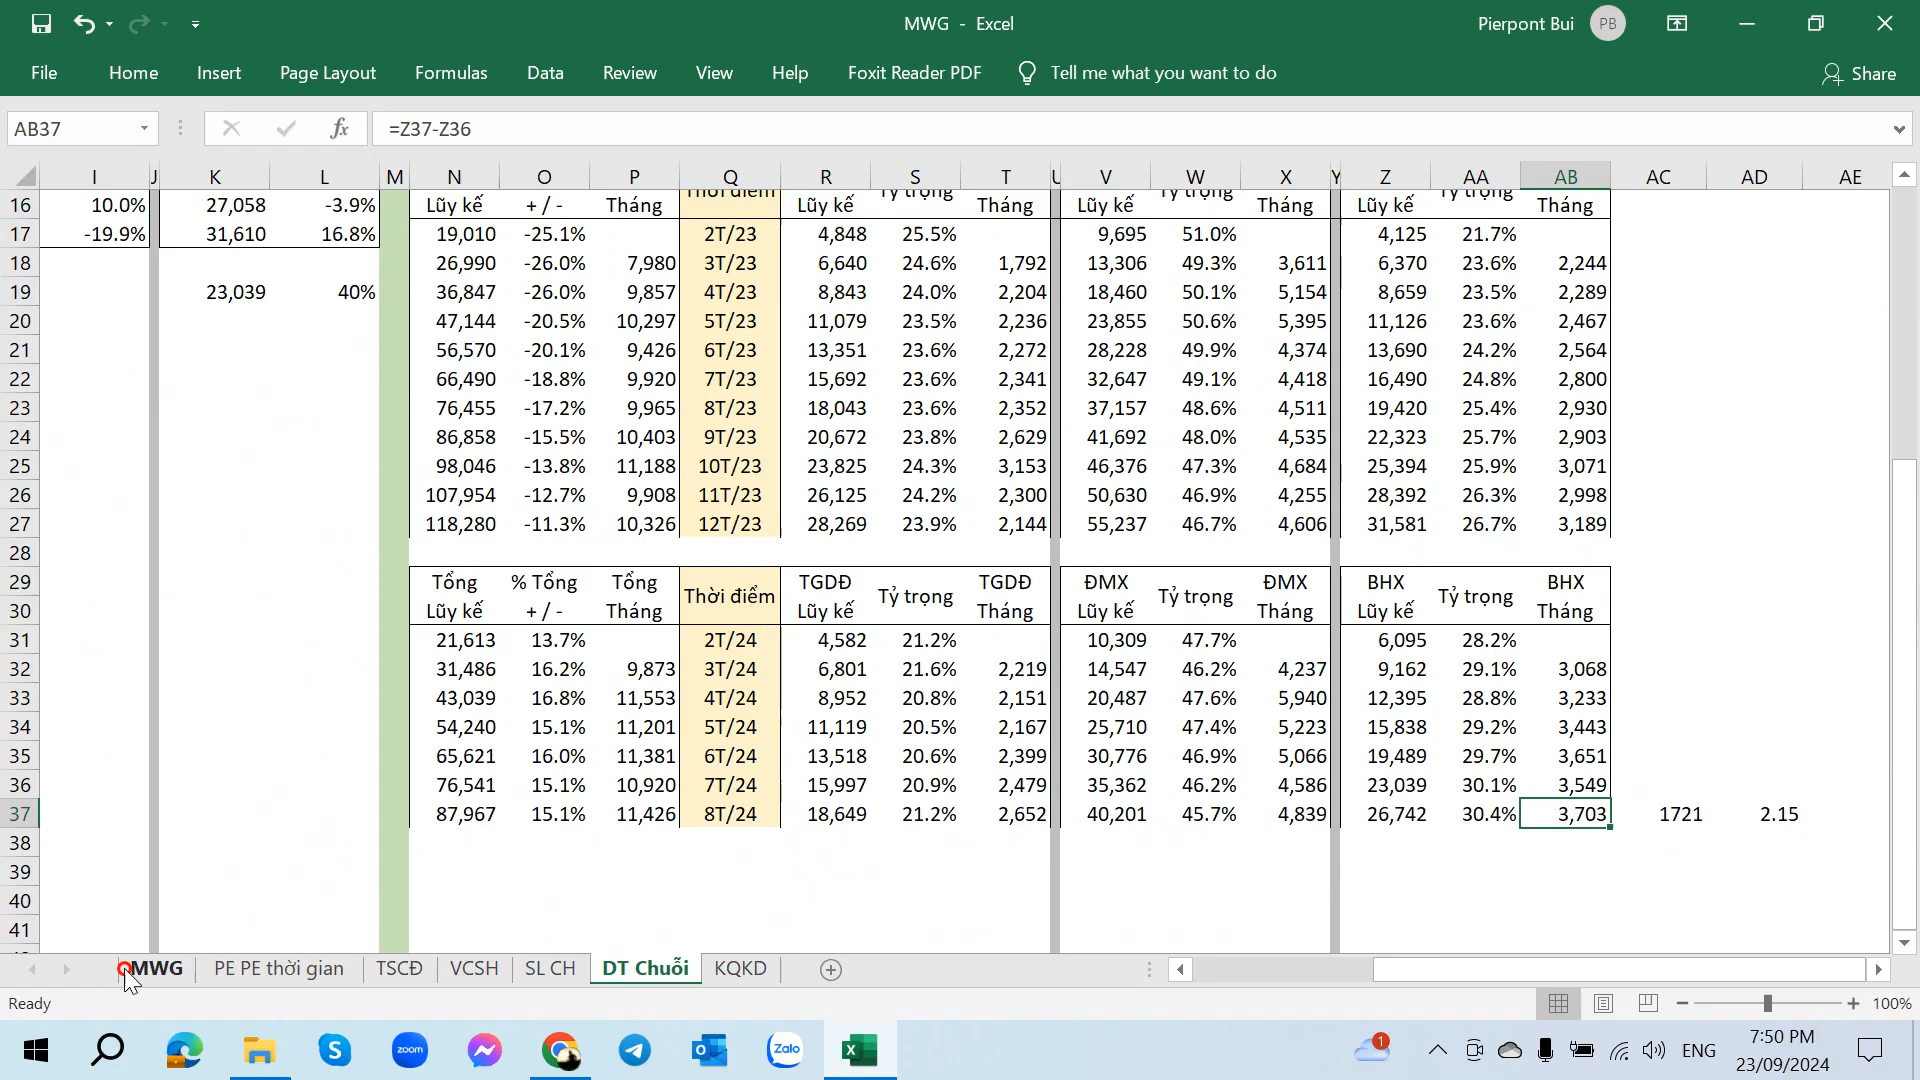 MWG - Excel
Pierpont Bui PB
File Home Insert Page Layout Formulas Data Review View Help Foxit Reader PDF Tell me what you want to do Share
AB37 fx =Z37-Z36
I J K L M N O P Q R S T U V W X Y Z AA AB AC AD AE
16 10.0% 27,058 -3.9% Lũy kế + / - Tháng Thời điểm Lũy kế Tỷ trọng Tháng Lũy kế Tỷ trọng Tháng Lũy kế Tỷ trọng Tháng
17 -19.9% 31,610 16.8% 19,010 -25.1% 2T/23 4,848 25.5% 9,695 51.0% 4,125 21.7%
18 26,990 -26.0% 7,980 3T/23 6,640 24.6% 1,792 13,306 49.3% 3,611 6,370 23.6% 2,244
19 23,039 40% 36,847 -26.0% 9,857 4T/23 8,843 24.0% 2,204 18,460 50.1% 5,154 8,659 23.5% 2,289
20 47,144 -20.5% 10,297 5T/23 11,079 23.5% 2,236 23,855 50.6% 5,395 11,126 23.6% 2,467
21 56,570 -20.1% 9,426 6T/23 13,351 23.6% 2,272 28,228 49.9% 4,374 13,690 24.2% 2,564
22 66,490 -18.8% 9,920 7T/23 15,692 23.6% 2,341 32,647 49.1% 4,418 16,490 24.8% 2,800
23 76,455 -17.2% 9,965 8T/23 18,043 23.6% 2,352 37,157 48.6% 4,511 19,420 25.4% 2,930
24 86,858 -15.5% 10,403 9T/23 20,672 23.8% 2,629 41,692 48.0% 4,535 22,323 25.7% 2,903
25 98,046 -13.8% 11,188 10T/23 23,825 24.3% 3,153 46,376 47.3% 4,684 25,394 25.9% 3,071
26 107,954 -12.7% 9,908 11T/23 26,125 24.2% 2,300 50,630 46.9% 4,255 28,392 26.3% 2,998
27 118,280 -11.3% 10,326 12T/23 28,269 23.9% 2,144 55,237 46.7% 4,606 31,581 26.7% 3,189
28
29 Tổng % Tổng Tổng Thời điểm TGDĐ Tỷ trọng TGDĐ ĐMX Tỷ trọng ĐMX BHX Tỷ trọng BHX
30 Lũy kế + / - Tháng Lũy kế Tháng Lũy kế Tháng Lũy kế Tháng
31 21,613 13.7% 2T/24 4,582 21.2% 10,309 47.7% 6,095 28.2%
32 31,486 16.2% 9,873 3T/24 6,801 21.6% 2,219 14,547 46.2% 4,237 9,162 29.1% 3,068
33 43,039 16.8% 11,553 4T/24 8,952 20.8% 2,151 20,487 47.6% 5,940 12,395 28.8% 3,233
34 54,240 15.1% 11,201 5T/24 11,119 20.5% 2,167 25,710 47.4% 5,223 15,838 29.2% 3,443
35 65,621 16.0% 11,381 6T/24 13,518 20.6% 2,399 30,776 46.9% 5,066 19,489 29.7% 3,651
36 76,541 15.1% 10,920 7T/24 15,997 20.9% 2,479 35,362 46.2% 4,586 23,039 30.1% 3,549
37 87,967 15.1% 11,426 8T/24 18,649 21.2% 2,652 40,201 45.7% 4,839 26,742 30.4% 3,703 1721 2.15
38
39
40
41
MWG PE PE thời gian TSCĐ VCSH SL CH DT Chuỗi KQKD
Ready 100%
S zoom Zalo 1 ENG 7:50 PM
23/09/2024